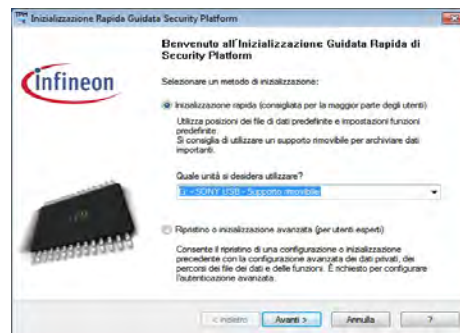 Inizializzazione Rapida Guidata Security Platform
Benvenuto all'Inizializzazione Guidata Rapida di
Security Platform
infineon
Selezionare un metodo di inizializzazione:
Inizializzazione rapida (consigliata per la maggior parte degli utenti)
Utilizza posizioni dei file di dati predefinite e impostazioni funzioni
predefinite.
Si consiglia di utilizzare un supporto rimovibile per archiviare dati
importanti.
Quale unità si desidera utilizzare?
SONY USB - Supporto rimovibile
Ripristino o inizializzazione avanzata (per utenti esperti)
Consente il ripristino di una configurazione o inizializzazione
precedente con la configurazione avanzata dei dati privati, dei
percorsi dei file dei dati e delle funzioni. È richiesto per configurare
l'autenticazione avanzata.
< Indietro
Avanti >
Annulla
?